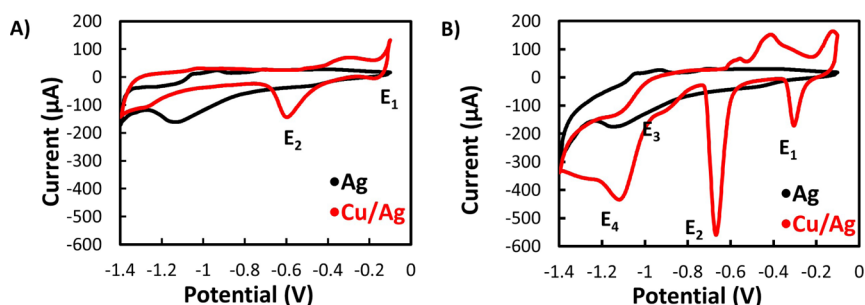 A)
200
100
0
-100
-200
-300
-400
-500
-600
Current (µA)
E1
E2
Ag
Cu/Ag
-1.4 -1.2 -1 -0.8 -0.6 -0.4 -0.2 0
Potential (V)
B)
200
100
0
-100
-200
-300
-400
-500
-600
Current (µA)
E3
E1
E4
E2
Ag
Cu/Ag
-1.4 -1.2 -1 -0.8 -0.6 -0.4 -0.2 0
Potential (V)